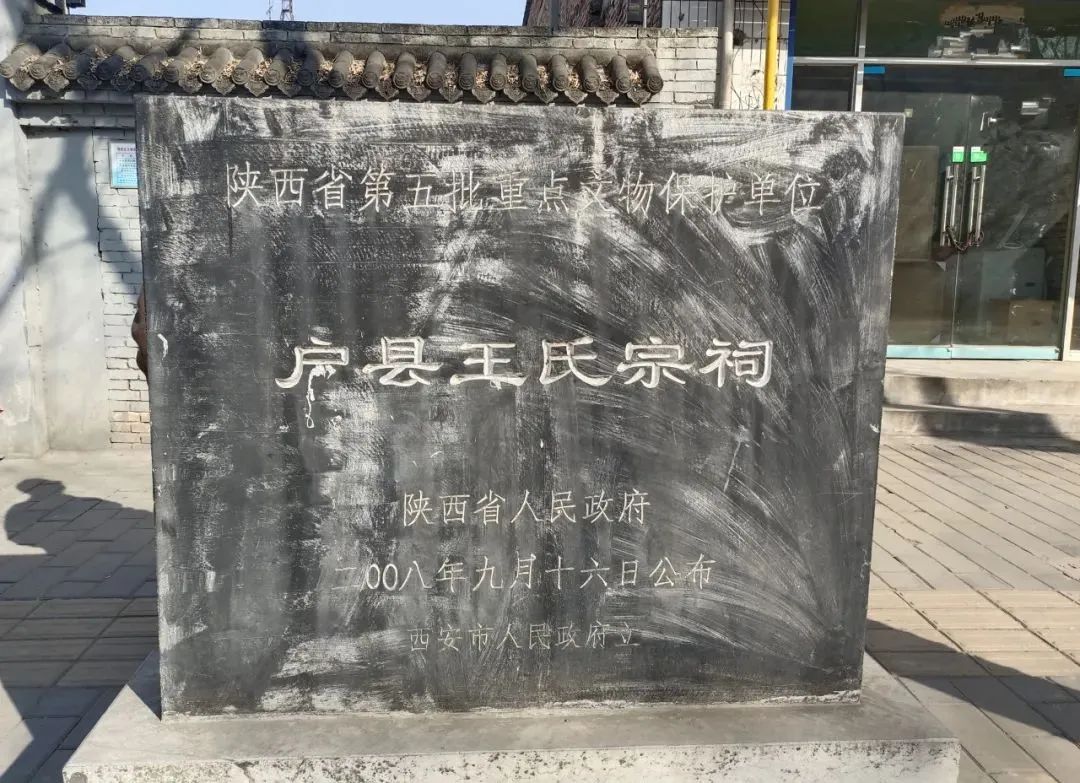 陕西省第五批重点文物保护单位
户县王氏宗祠
陕西省人民政府
二〇〇八年九月十六日公布
西安市人民政府立